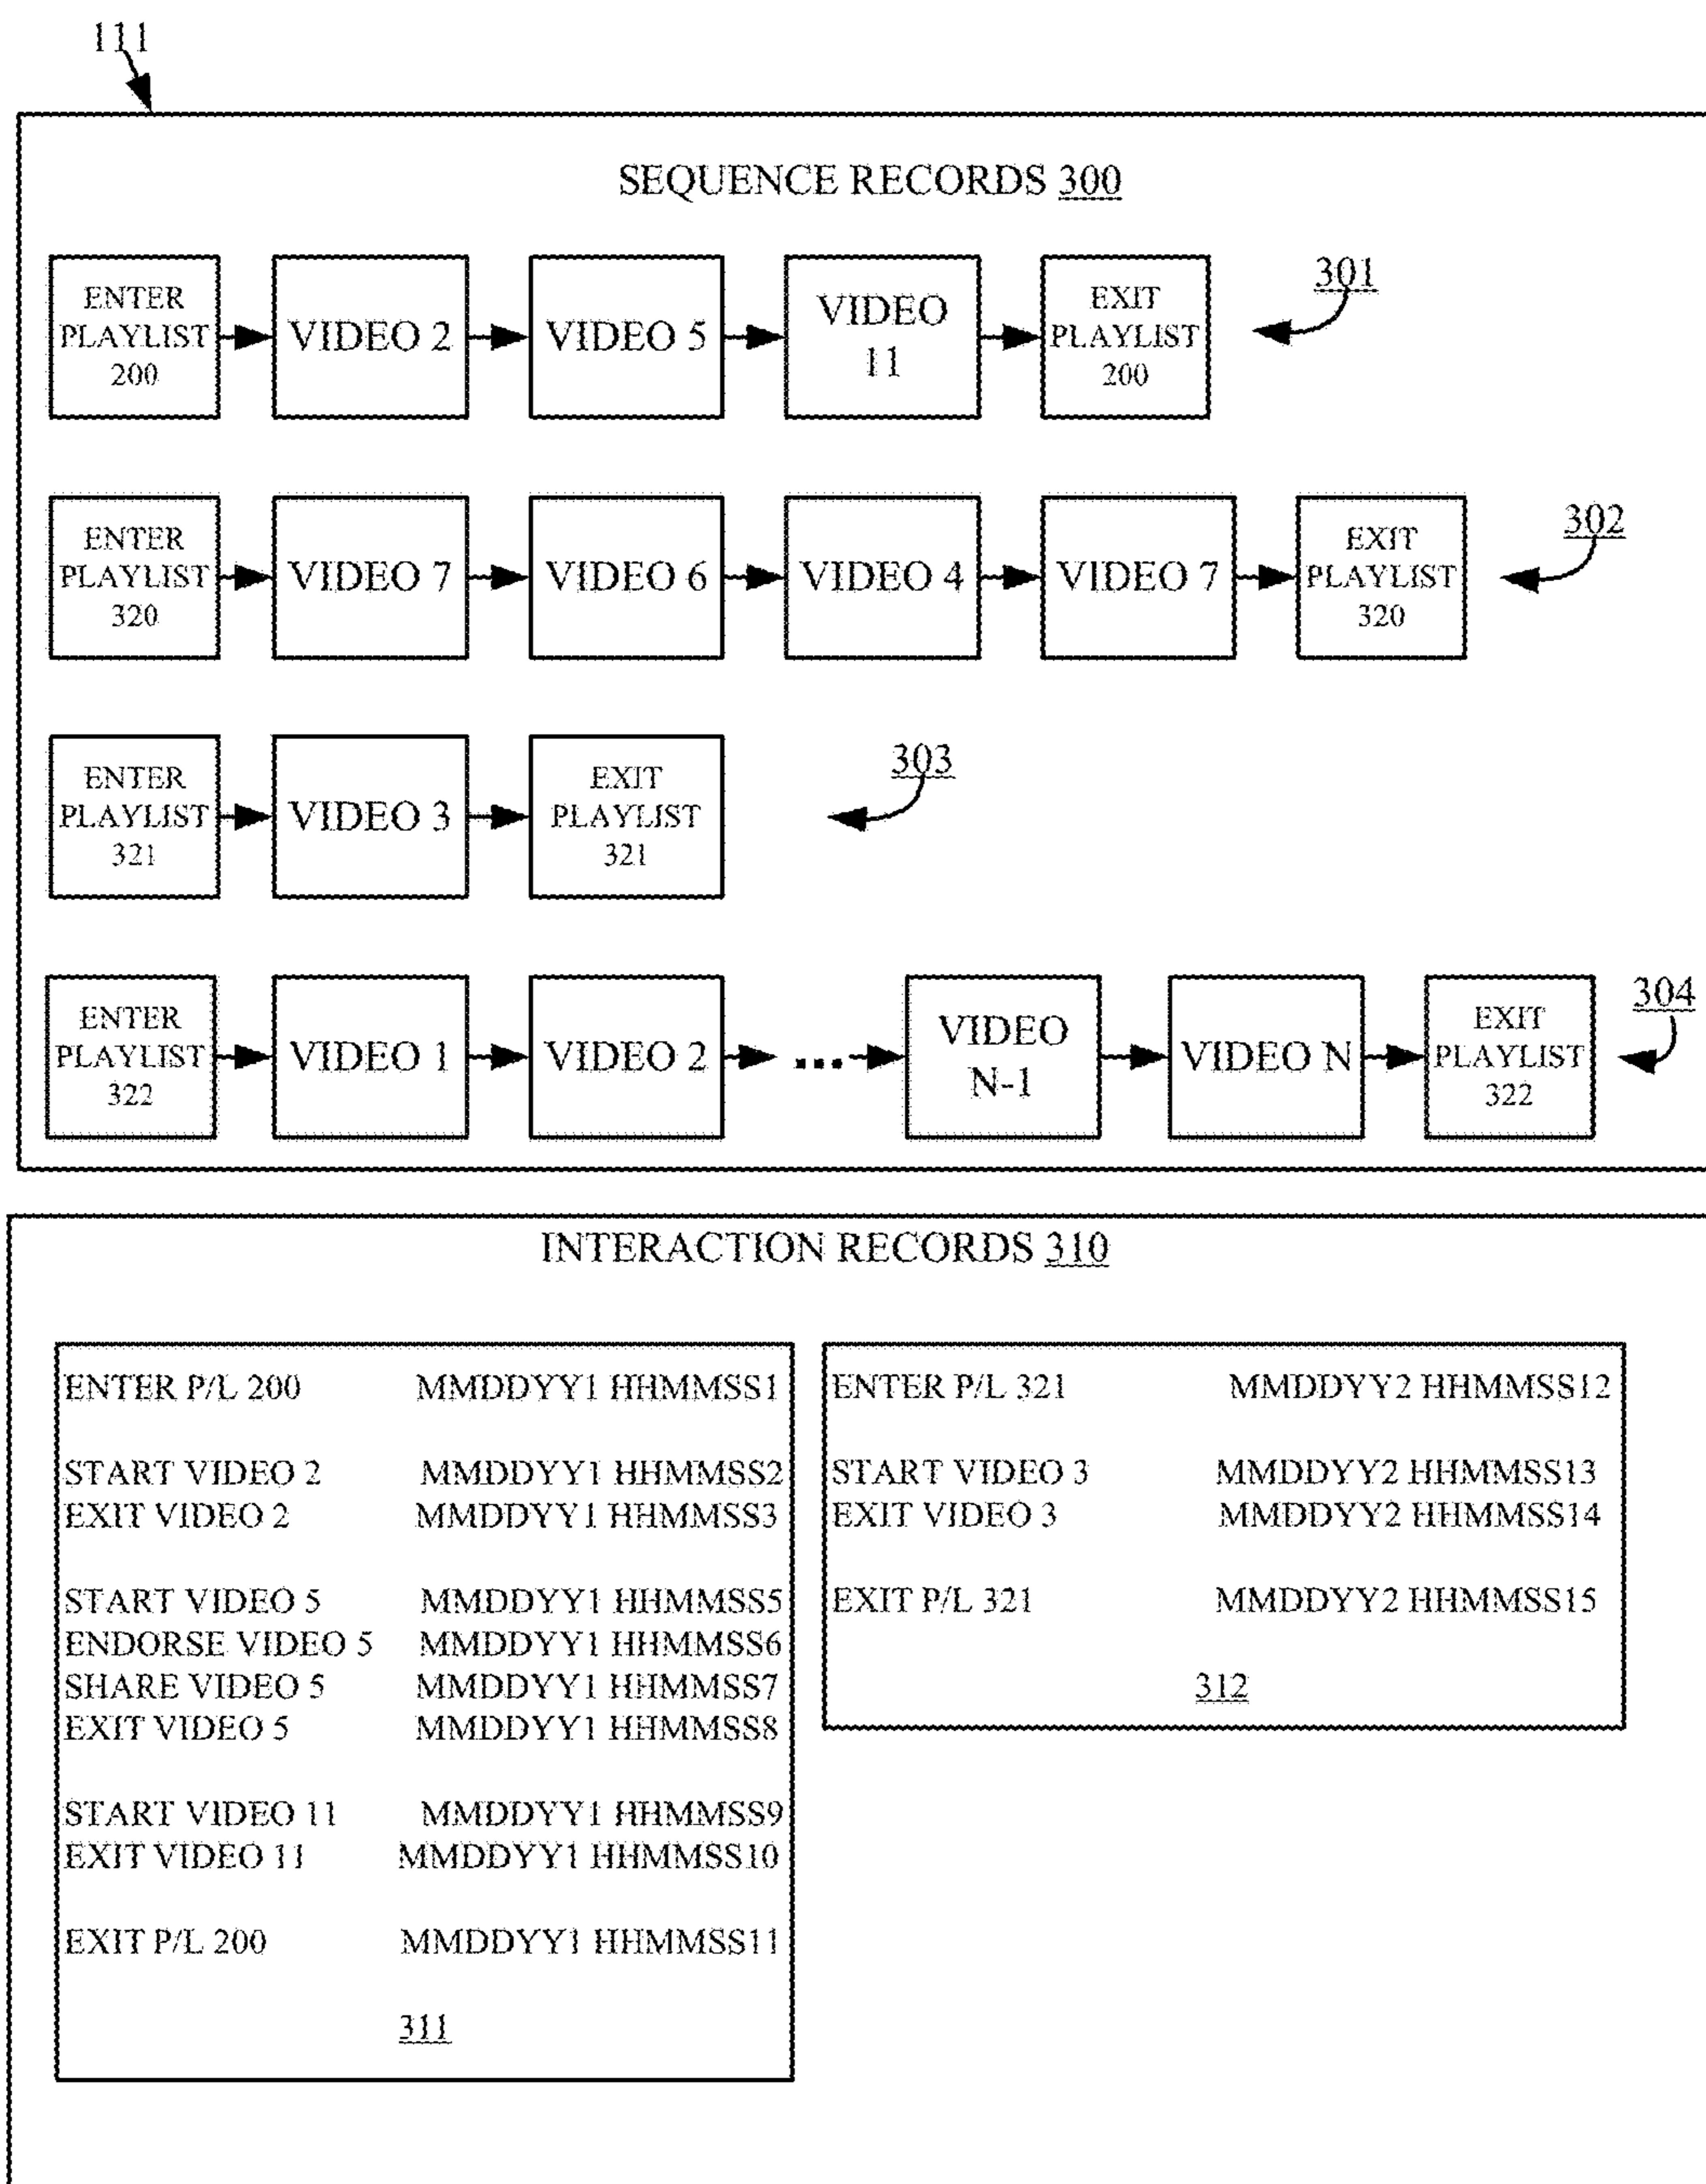 111
SEQUENCE RECORDS 300
ENTER
PLAYLIST
200
VIDEO 2
VIDEO 5
VIDEO
11
EXIT
PLAYLIST
200
301
ENTER
PLAYLIST
320
VIDEO 7
VIDEO 6
VIDEO 4
VIDEO 7
EXIT
PLAYLIST
320
302
ENTER
PLAYLIST
321
VIDEO 3
EXIT
PLAYLIST
321
303
ENTER
PLAYLIST
322
VIDEO 1
VIDEO 2
...
VIDEO
N-1
VIDEO N
EXIT
PLAYLIST
322
304
INTERACTION RECORDS 310
ENTER P/L 200 MMDDYY1 HHMMSS1
START VIDEO 2 MMDDYY1 HHMMSS2
EXIT VIDEO 2 MMDDYY1 HHMMSS3
START VIDEO 5 MMDDYY1 HHMMSS5
ENDORSE VIDEO 5 MMDDYY1 HHMMSS6
SHARE VIDEO 5 MMDDYY1 HHMMSS7
EXIT VIDEO 5 MMDDYY1 HHMMSS8
START VIDEO 11 MMDDYY1 HHMMSS9
EXIT VIDEO 11 MMDDYY1 HHMMSS10
EXIT P/L 200 MMDDYY1 HHMMSS11
311
ENTER P/L 321 MMDDYY2 HHMMSS12
START VIDEO 3 MMDDYY2 HHMMSS13
EXIT VIDEO 3 MMDDYY2 HHMMSS14
EXIT P/L 321 MMDDYY2 HHMMSS15
312